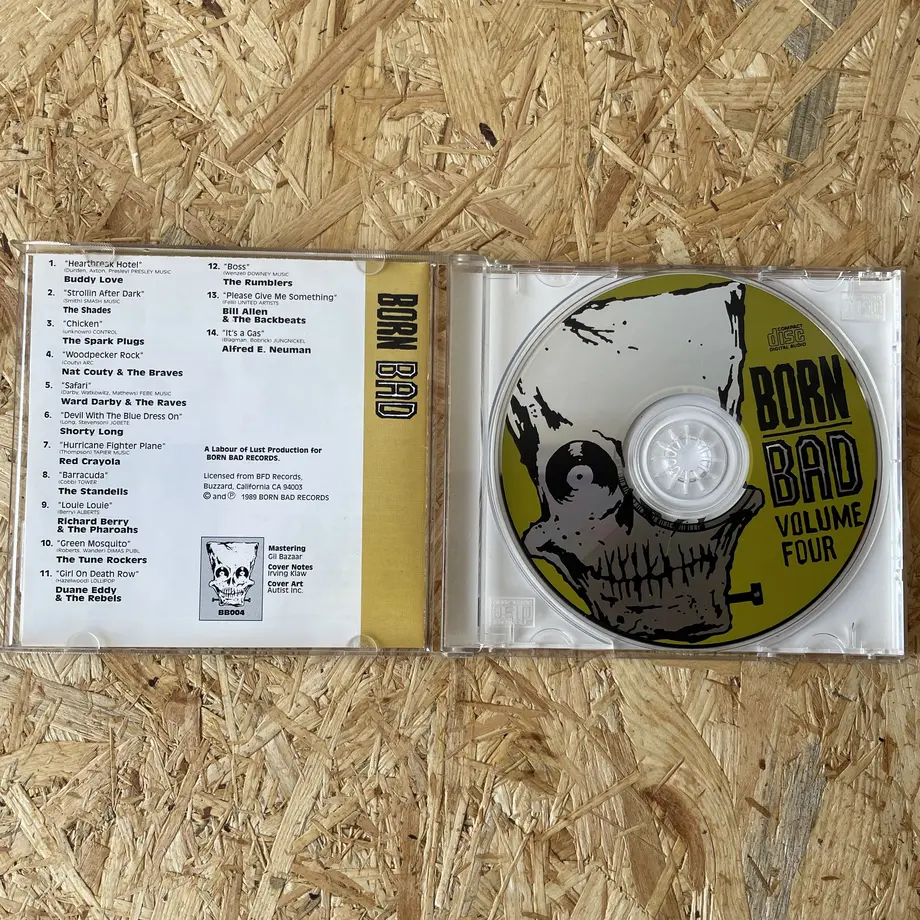 1. "Heartbreak Hotel"
(Durden, Axton, Presley) PRESLEY MUSIC
Buddy Love
2. "Strollin After Dark"
(Smith) SMASH MUSIC
The Shades
3. "Chicken"
(unknown) CONTROL
The Spark Plugs
4. "Woodpecker Rock"
(Couty) ARC
Nat Couty & The Braves
5. "Safari"
(Darby, Watkowitz, Mathews) FEBE MUSIC
Ward Darby & The Raves
6. "Devil With The Blue Dress On"
(Long, Stevenson) JOBETE
Shorty Long
7. "Hurricane Fighter Plane"
(Thompson) TAPIER MUSIC
Red Crayola
8. "Barracuda"
(Cobb) TOWER
The Standells
9. "Louie Louie"
(Berry) ALBERTS
Richard Berry
& The Pharoahs
10. "Green Mosquito"
(Roberts, Wander) DIMAS PUBL
The Tune Rockers
11. "Girl On Death Row"
(Hazelwood) LOLLIPOP
Duane Eddy
& The Rebels
12. "Boss"
(Wenzel) DOWNEY MUSIC
The Rumblers
13. "Please Give Me Something"
UNITED ARTISTS
Bill Allen
& The Backbeats
14. "It's a Gas"
(Blagman, Bobrick) JUNGNICKEL
Alfred E. Neuman
A Labour of Lust Production for
BORN BAD RECORDS.
Licensed from BFD Records,
Buzzard, California CA 94003
© and ℗ 1989 BORN BAD RECORDS
BB004
Mastering
Gil Bazaar
Cover Notes
Irving Klaw
Cover Art
Autist Inc.
BORN BAD
COMPACT
disc
DIGITAL AUDIO
BORN
BAD
VOLUME
FOUR